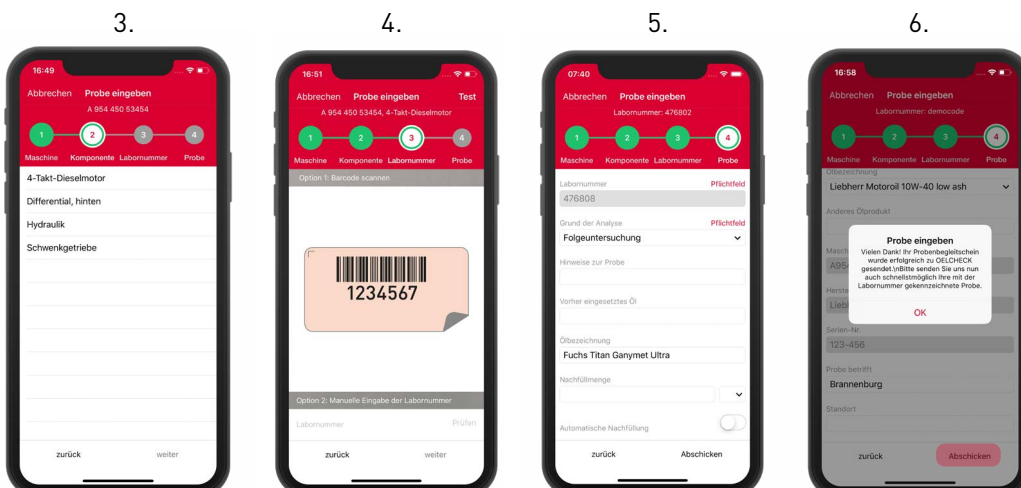 3.
16:49
Abbrechen Probe eingeben
A 954 450 53454
1 2 3 4
Maschine Komponente Labornummer Probe
4-Takt-Dieselmotor
Differential, hinten
Hydraulik
Schwenkgetriebe
zurück weiter
4.
16:51
Abbrechen Probe eingeben Test
A 954 450 53454, 4-Takt-Dieselmotor
1 2 3 4
Maschine Komponente Labornummer Probe
Option 1: Barcode scannen
1234567
Option 2: Manuelle Eingabe der Labornummer
Labornummer Prüfen
zurück weiter
5.
07:40
Abbrechen Probe eingeben
Labornummer: 476802
1 2 3 4
Maschine Komponente Labornummer Probe
Labornummer Pflichtfeld
476808
Grund der Analyse Pflichtfeld
Folgeuntersuchung
Hinweise zur Probe
Vorher eingesetztes Öl
Ölbezeichnung
Fuchs Titan Ganymet Ultra
Nachfüllmenge
Automatische Nachfüllung
zurück Abschicken
6.
16:58
Abbrechen Probe eingeben
Labornummer: democode
1 2 3 4
Maschine Komponente Labornummer Probe
Ölbezeichnung
Liebherr Motoroil 10W-40 low ash
Anderes Ölprodukt
Probe eingeben
Vielen Dank! Ihr Probenbegleitschein
wurde erfolgreich zu OELCHECK
gesendet.\nBitte senden Sie uns nun
auch schnellstmöglich Ihre mit der
Labornummer gekennzeichnete Probe.
OK
Serien-Nr.
123-456
Probe betrifft
Brannenburg
Standort
zurück Abschicken